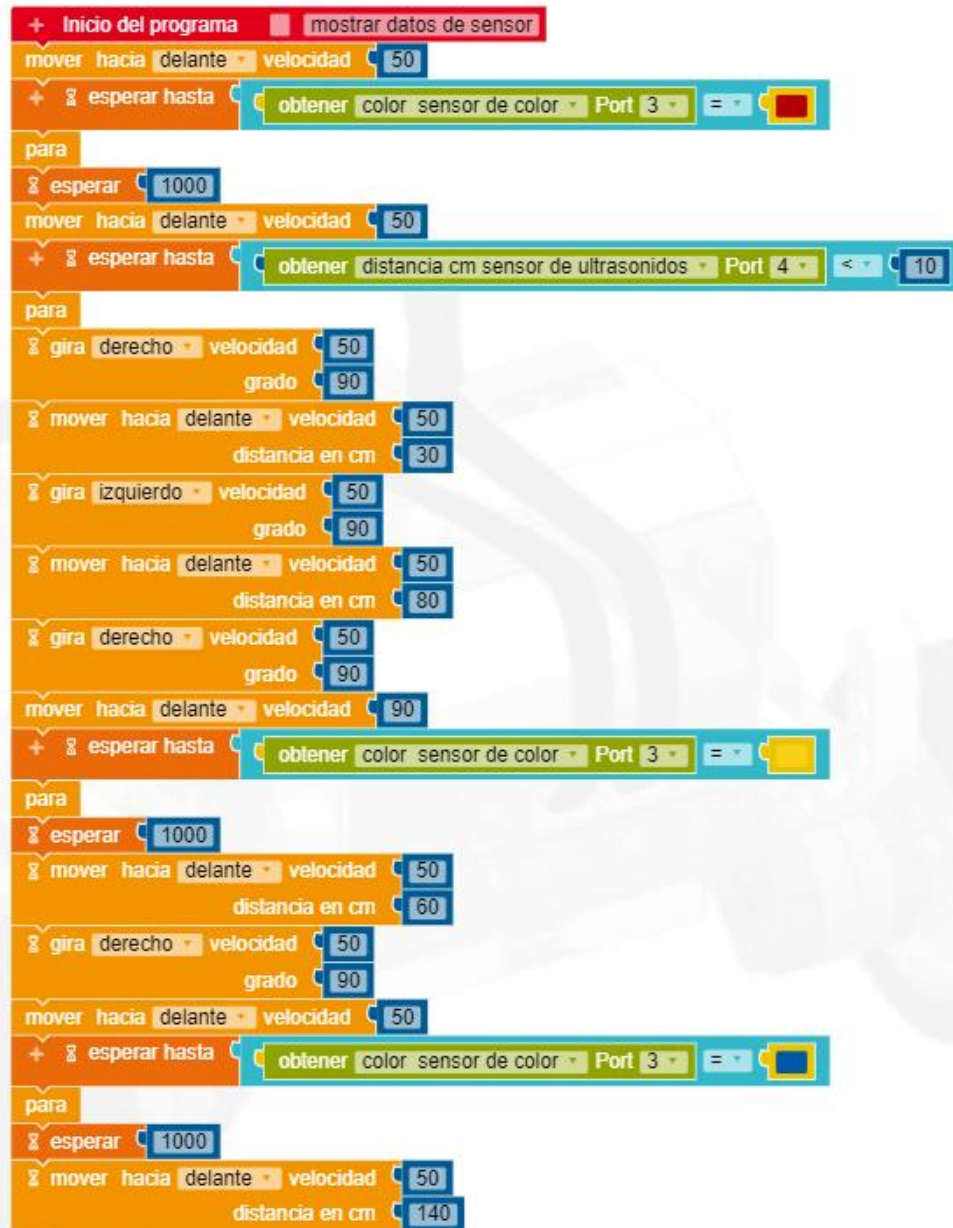 + Inicio del programa mostrar datos de sensor
mover hacia delante velocidad 50
+ esperar hasta obtener color sensor de color Port 3 =
para
esperar 1000
mover hacia delante velocidad 50
+ esperar hasta obtener distancia cm sensor de ultrasonidos Port 4 < 10
para
gira derecho velocidad 50
grado 90
mover hacia delante velocidad 50
distancia en cm 30
gira izquierdo velocidad 50
grado 90
mover hacia delante velocidad 50
distancia en cm 80
gira derecho velocidad 50
grado 90
mover hacia delante velocidad 90
+ esperar hasta obtener color sensor de color Port 3 =
para
esperar 1000
mover hacia delante velocidad 50
distancia en cm 60
gira derecho velocidad 50
grado 90
mover hacia delante velocidad 50
+ esperar hasta obtener color sensor de color Port 3 =
para
esperar 1000
mover hacia delante velocidad 50
distancia en cm 140